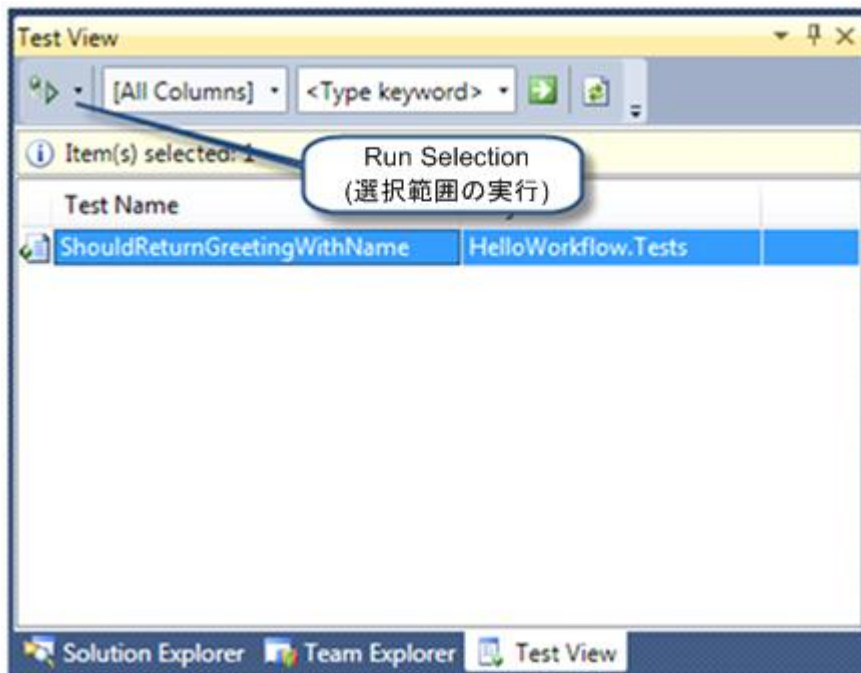 Test View
[All Columns] <Type keyword>
Item(s) selected: 1
Run Selection
(選択範囲の実行)
Test Name
ShouldReturnGreetingWithName HelloWorkflow.Tests
Solution Explorer Team Explorer Test View